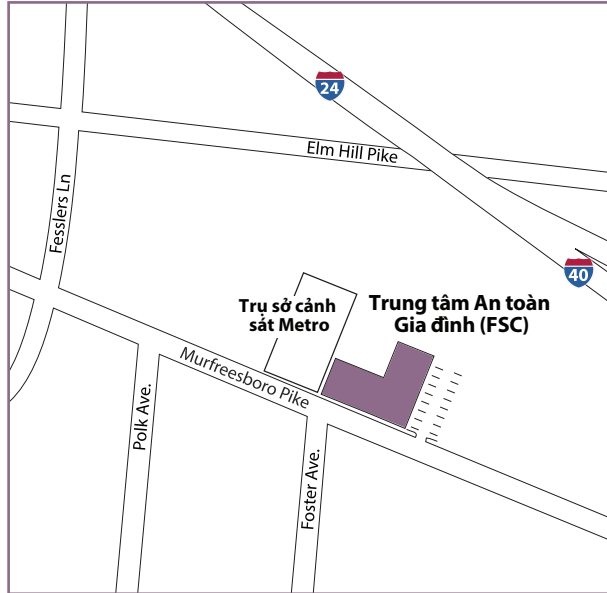 24
Elm Hill Pike
Fesslers Ln
40
Trụ sở cảnh
sát Metro
Trung tâm An toàn
Gia đình (FSC)
Murfreesboro Pike
Polk Ave.
Foster Ave.